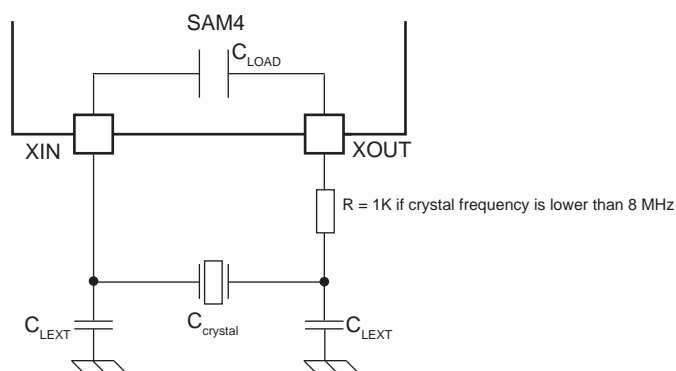 SAM4
CLOAD
XIN
XOUT
R = 1K if crystal frequency is lower than 8 MHz
CLEXT
Ccrystal
CLEXT